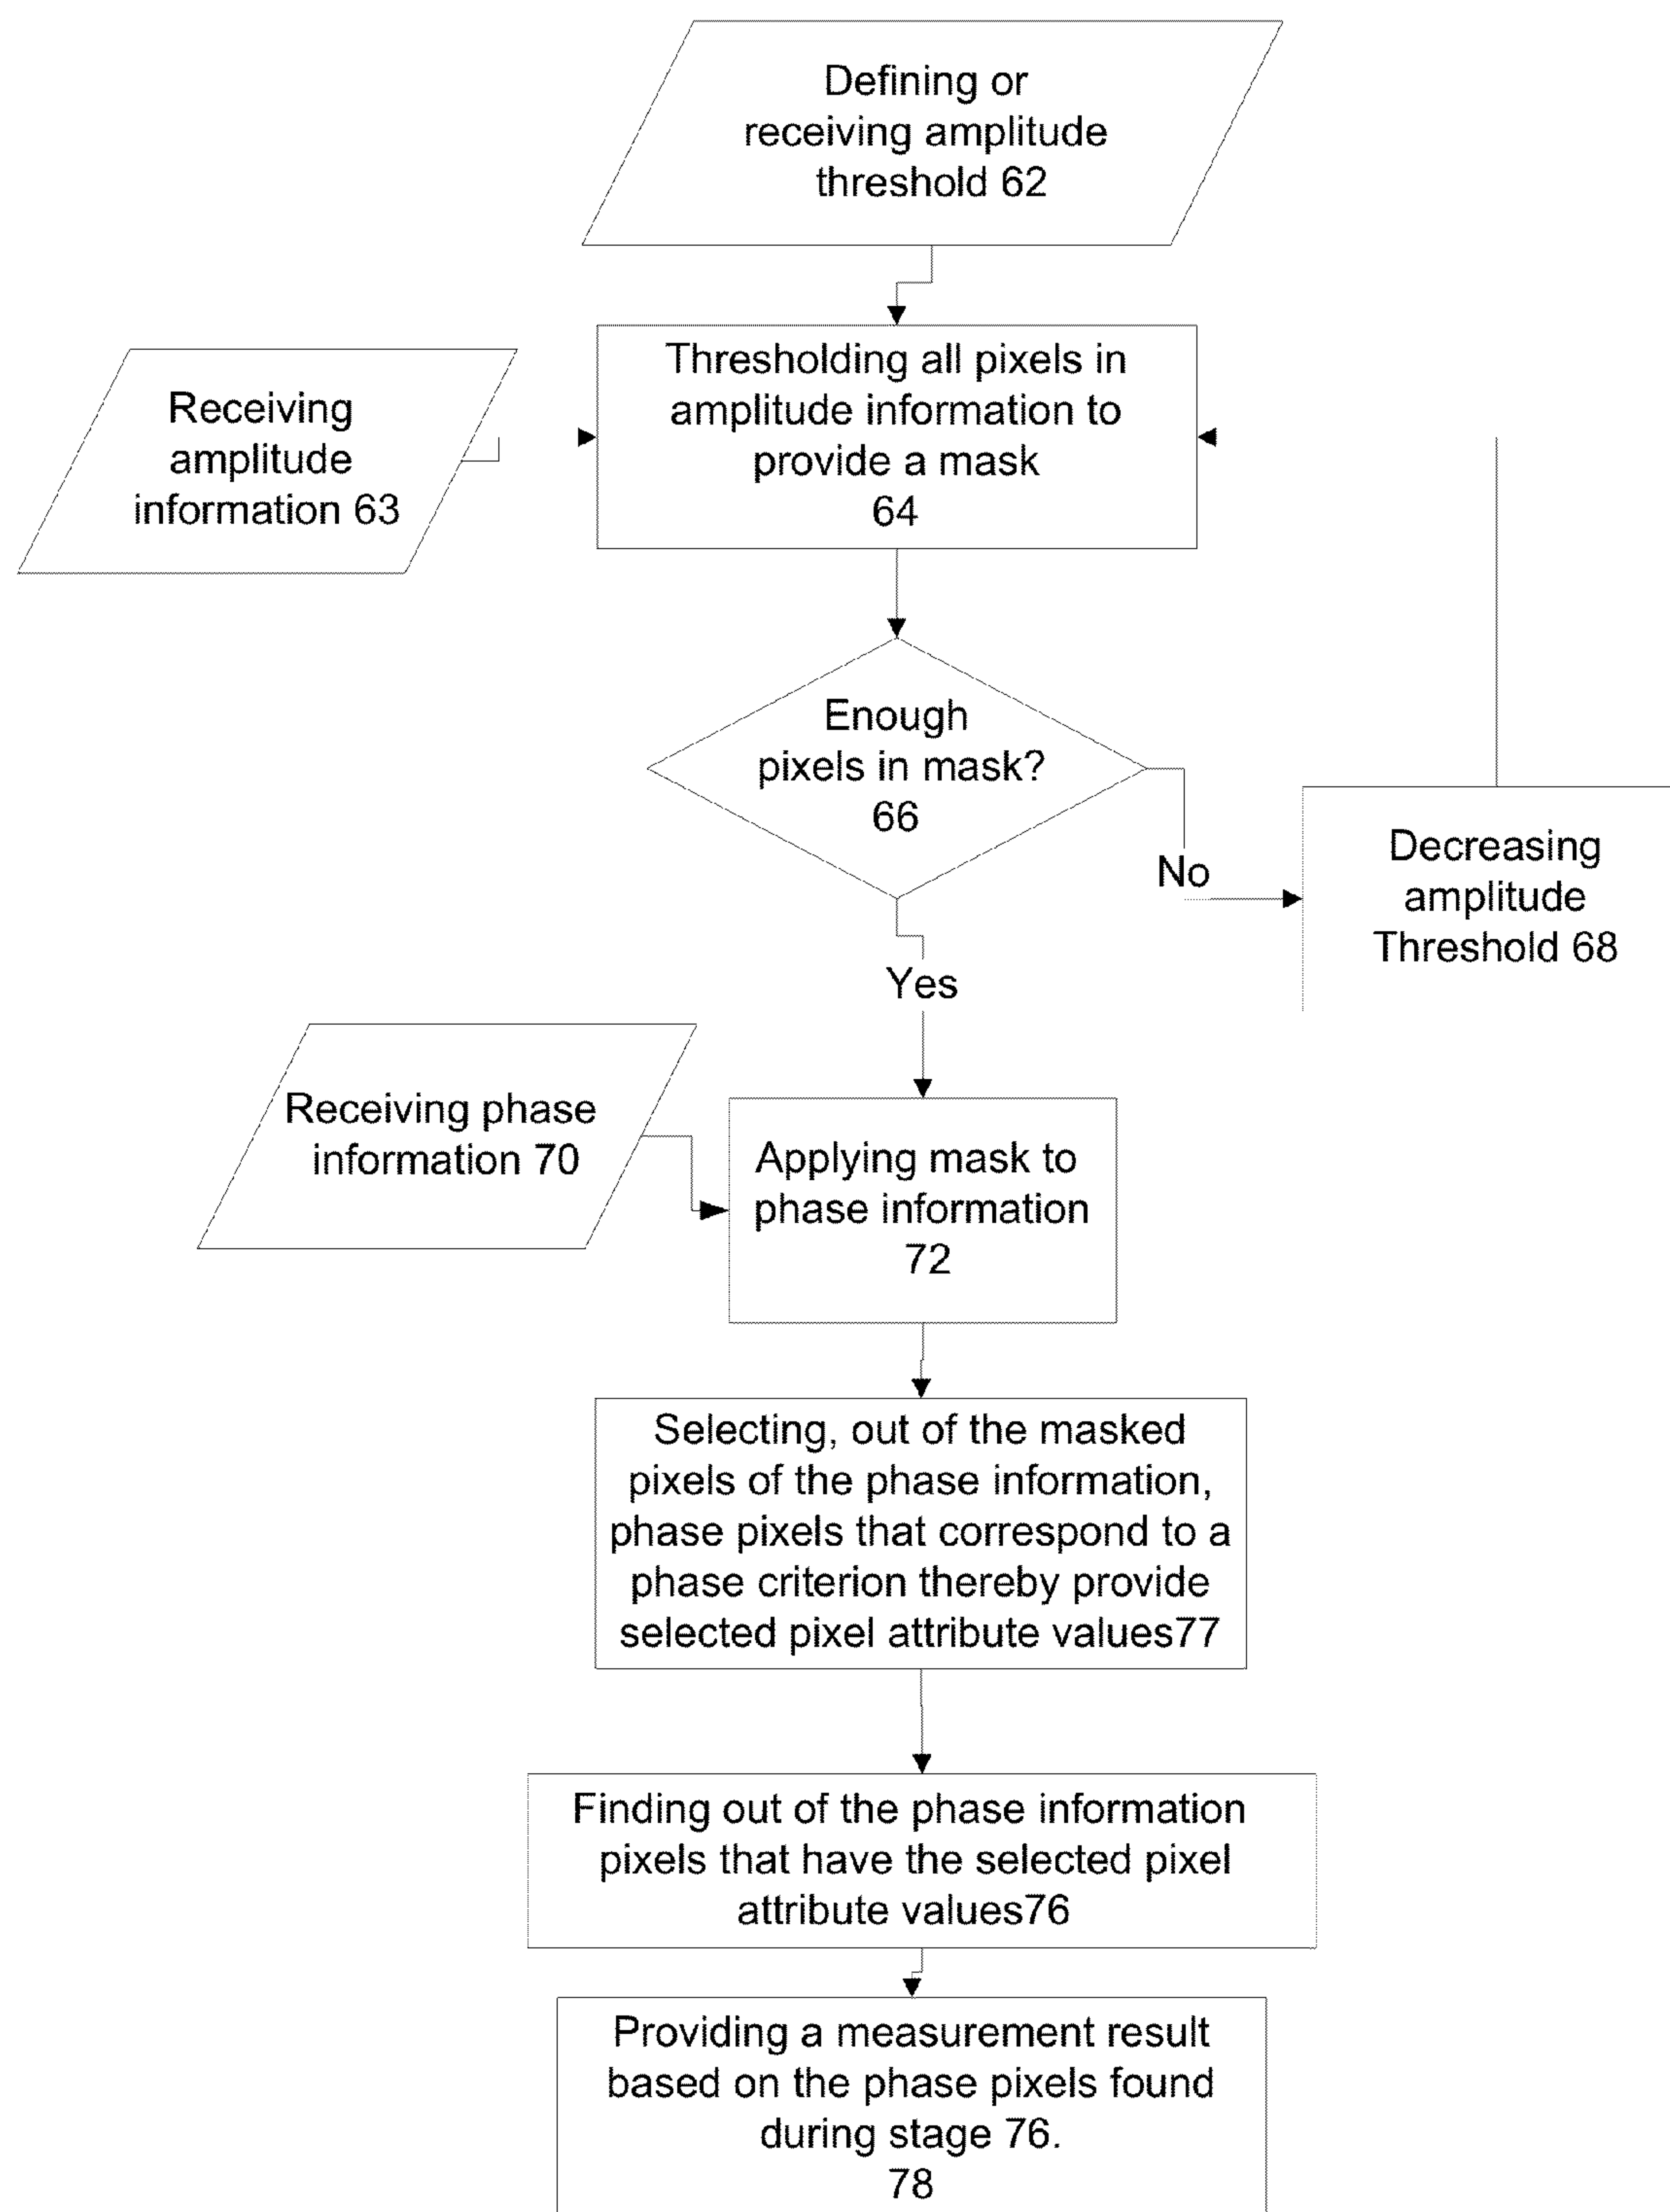 Defining or
receiving amplitude
threshold 62
Thresholding all pixels in
amplitude information to
provide a mask
64
Receiving
amplitude
information 63
Enough
pixels in mask?
66
No
Decreasing
amplitude
Threshold 68
Yes
Receiving phase
information 70
Applying mask to
phase information
72
Selecting, out of the masked
pixels of the phase information,
phase pixels that correspond to a
phase criterion thereby provide
selected pixel attribute values77
Finding out of the phase information
pixels that have the selected pixel
attribute values76
Providing a measurement result
based on the phase pixels found
during stage 76.
78